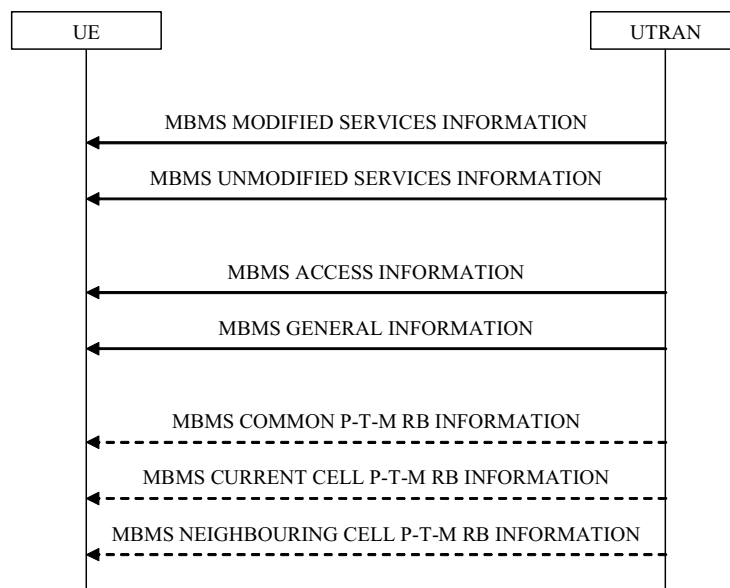 UE
UTRAN
MBMS MODIFIED SERVICES INFORMATION
MBMS UNMODIFIED SERVICES INFORMATION
MBMS ACCESS INFORMATION
MBMS GENERAL INFORMATION
MBMS COMMON P-T-M RB INFORMATION
MBMS CURRENT CELL P-T-M RB INFORMATION
MBMS NEIGHBOURING CELL P-T-M RB INFORMATION